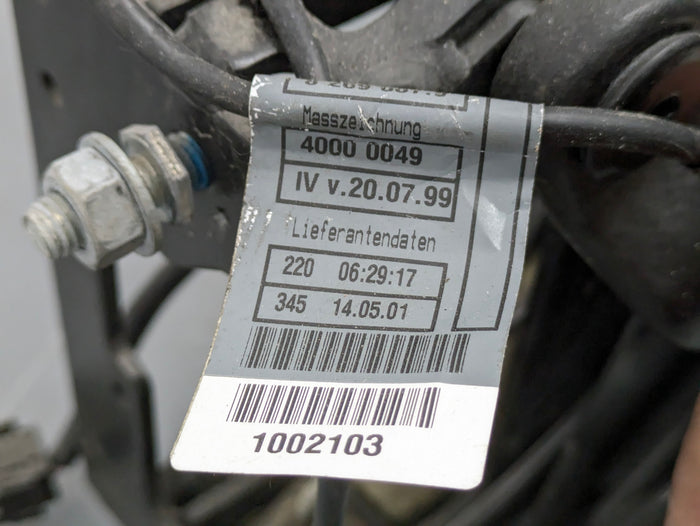 Masszeichnung
4000 0049
IV v.20.07.99
Lieferantendaten
220 06:29:17
345 14.05.01
1002103